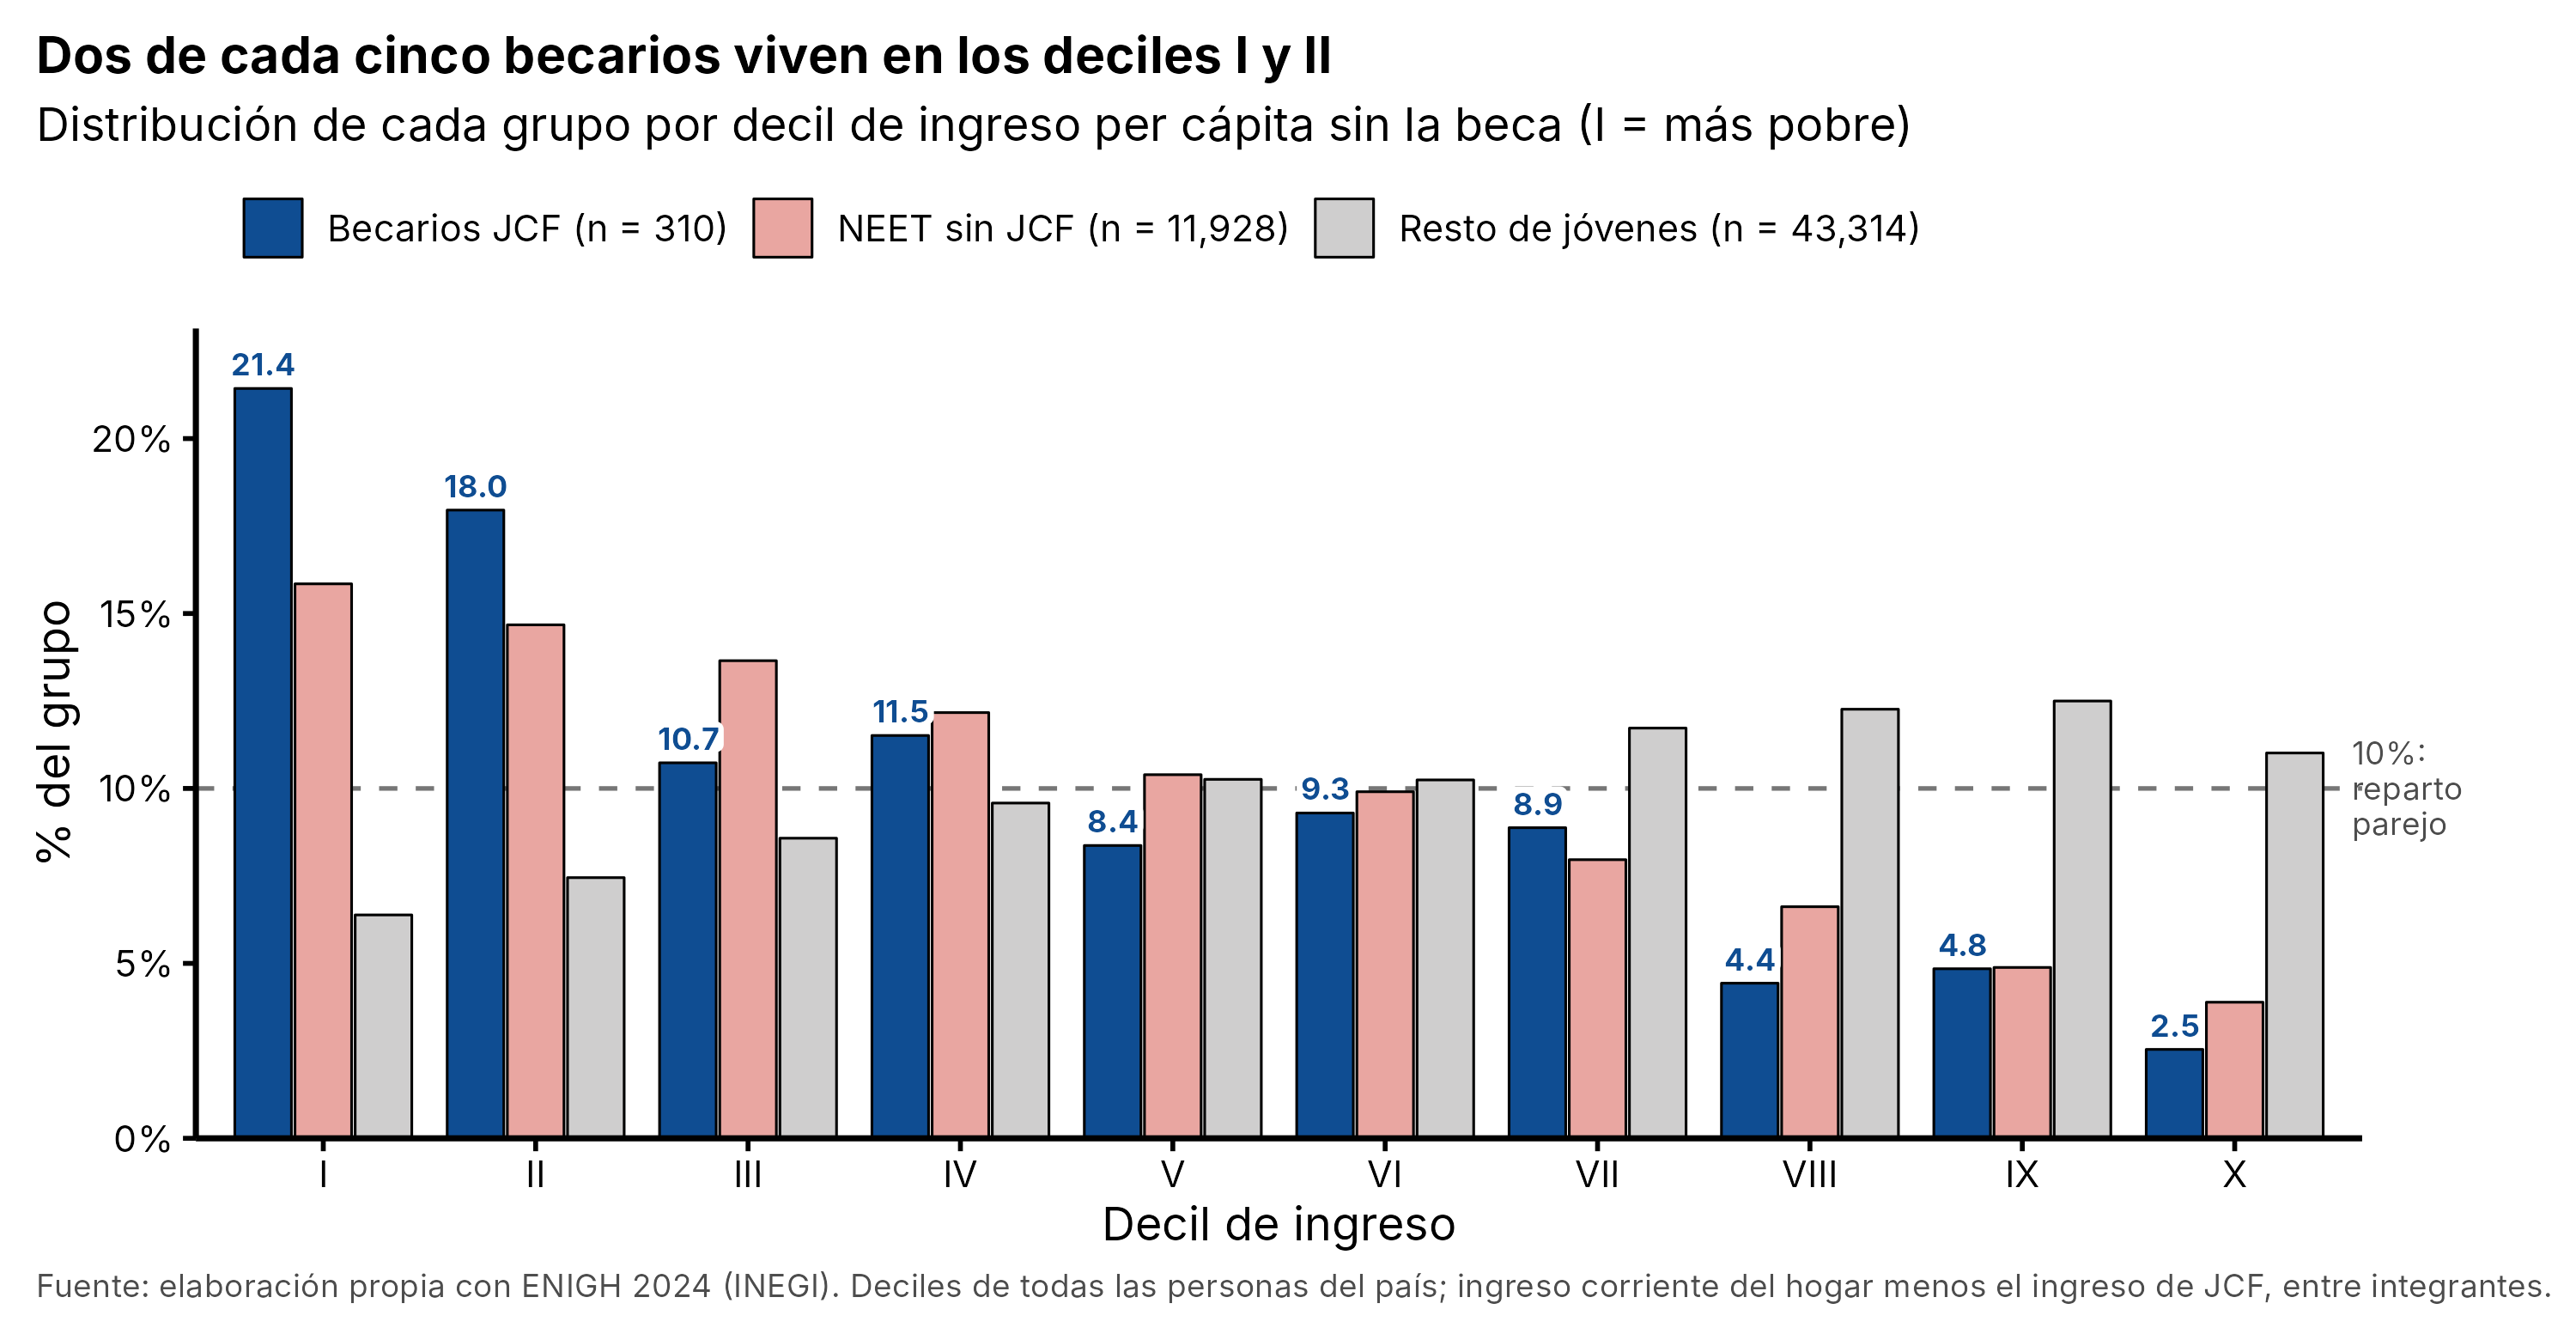 Dos de cada cinco becarios viven en los deciles I y II
Distribución de cada grupo por decil de ingreso per cápita sin la beca (I = más pobre)
Becarios JCF (n = 310) NEET sin JCF (n = 11,928) Resto de jóvenes (n = 43,314)
% del grupo
20%
15%
10%
5%
0%
21.4
18.0
10.7
11.5
8.4
9.3
8.9
4.4
4.8
2.5
10%:
reparto
parejo
I II III IV V VI VII VIII IX X
Decil de ingreso
Fuente: elaboración propia con ENIGH 2024 (INEGI). Deciles de todas las personas del país; ingreso corriente del hogar menos el ingreso de JCF, entre integrantes.